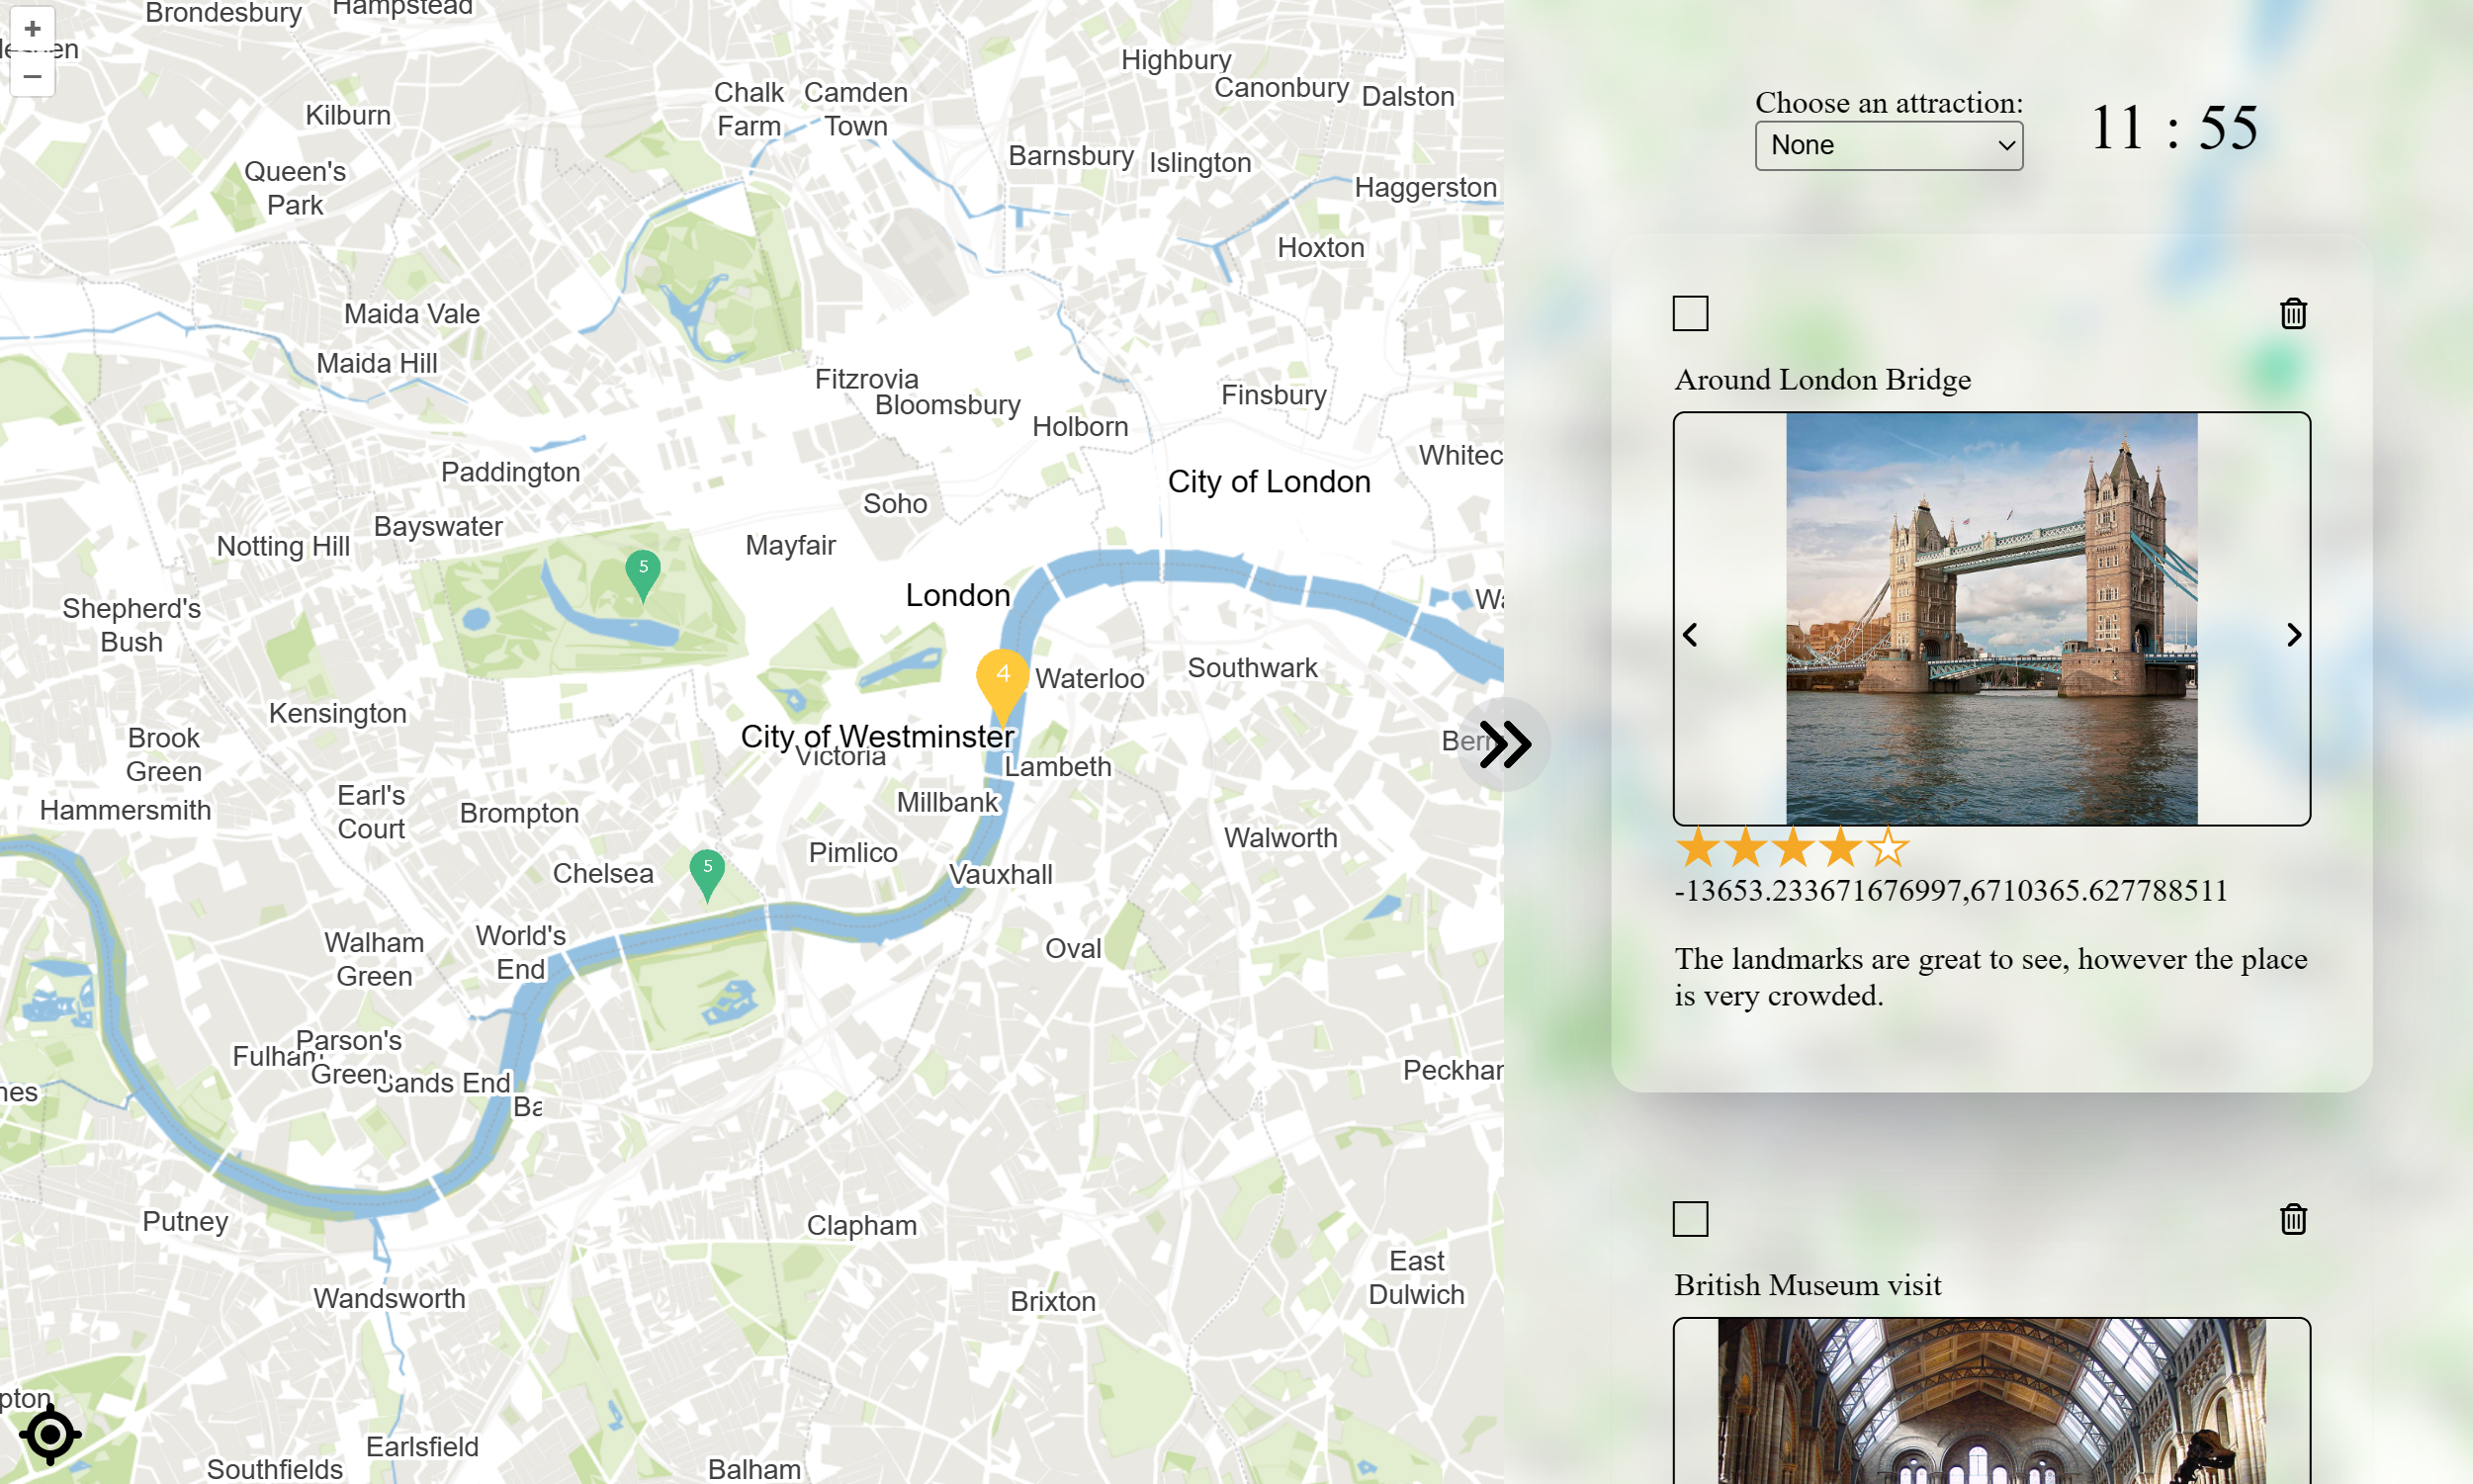 +
−
Brondesbury
Hampstead
Highbury
Canonbury
Dalston
Kilburn
Chalk
Farm
Camden
Town
Barnsbury
Islington
Queen's
Park
Haggerston
Hoxton
Maida Vale
Maida Hill
Fitzrovia
Bloomsbury
Holborn
Finsbury
Whitec
City of London
Paddington
Soho
Bayswater
Notting Hill
Mayfair
5
London
Shepherd's
Bush
4
Waterloo
Southwark
Kensington
City of Westminster
Victoria
Brook
Green
Lambeth
Hammersmith
Earl's
Court
Brompton
Millbank
Walworth
Pimlico
Chelsea
5
Vauxhall
Walham
Green
World's
End
Oval
Parson's
Green
Sands End
Peckhar
Putney
Clapham
East
Dulwich
Wandsworth
Brixton
pton
Earlsfield
Southfields
Balham
Choose an attraction:
None
11 : 55
Around London Bridge
-13653.233671676997,6710365.627788511
The landmarks are great to see, however the place
is very crowded.
British Museum visit